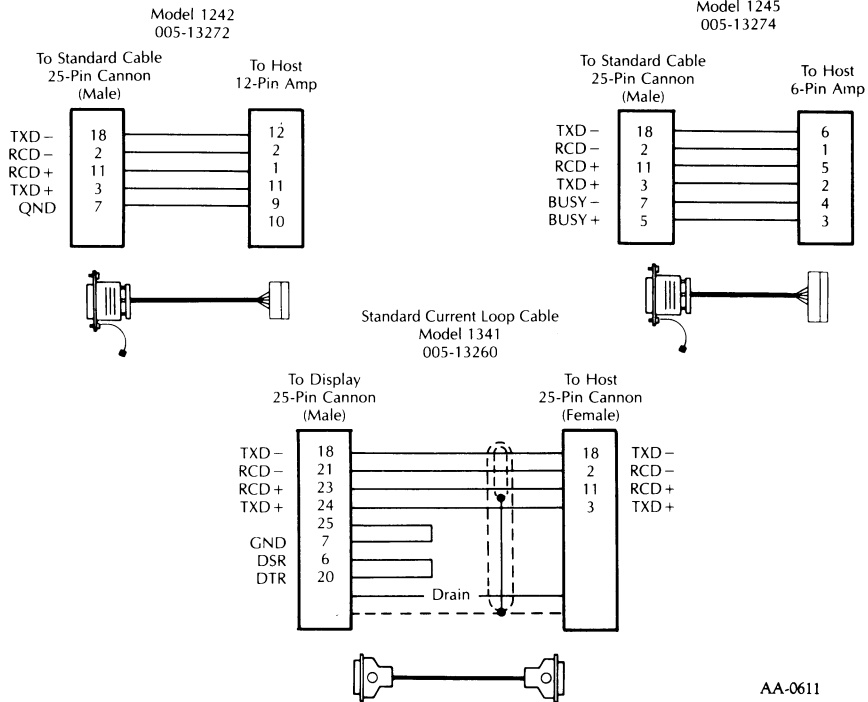 Model 1242
005-13272
To Standard Cable
25-Pin Cannon
(Male)
To Host
12-Pin Amp
TXD − 18 12
RCD − 2 2
RCD + 11 1
TXD + 3 11
QND 7 9
10
Model 1245
005-13274
To Standard Cable
25-Pin Cannon
(Male)
To Host
6-Pin Amp
TXD − 18 6
RCD − 2 1
RCD + 11 5
TXD + 3 2
BUSY − 7 4
BUSY + 5 3
Standard Current Loop Cable
Model 1341
005-13260
To Display
25-Pin Cannon
(Male)
To Host
25-Pin Cannon
(Female)
TXD − 18 18 TXD −
RCD − 21 2 RCD −
RCD + 23 11 RCD +
TXD + 24 3 TXD +
25
GND 7
DSR 6
DTR 20
Drain
AA-0611